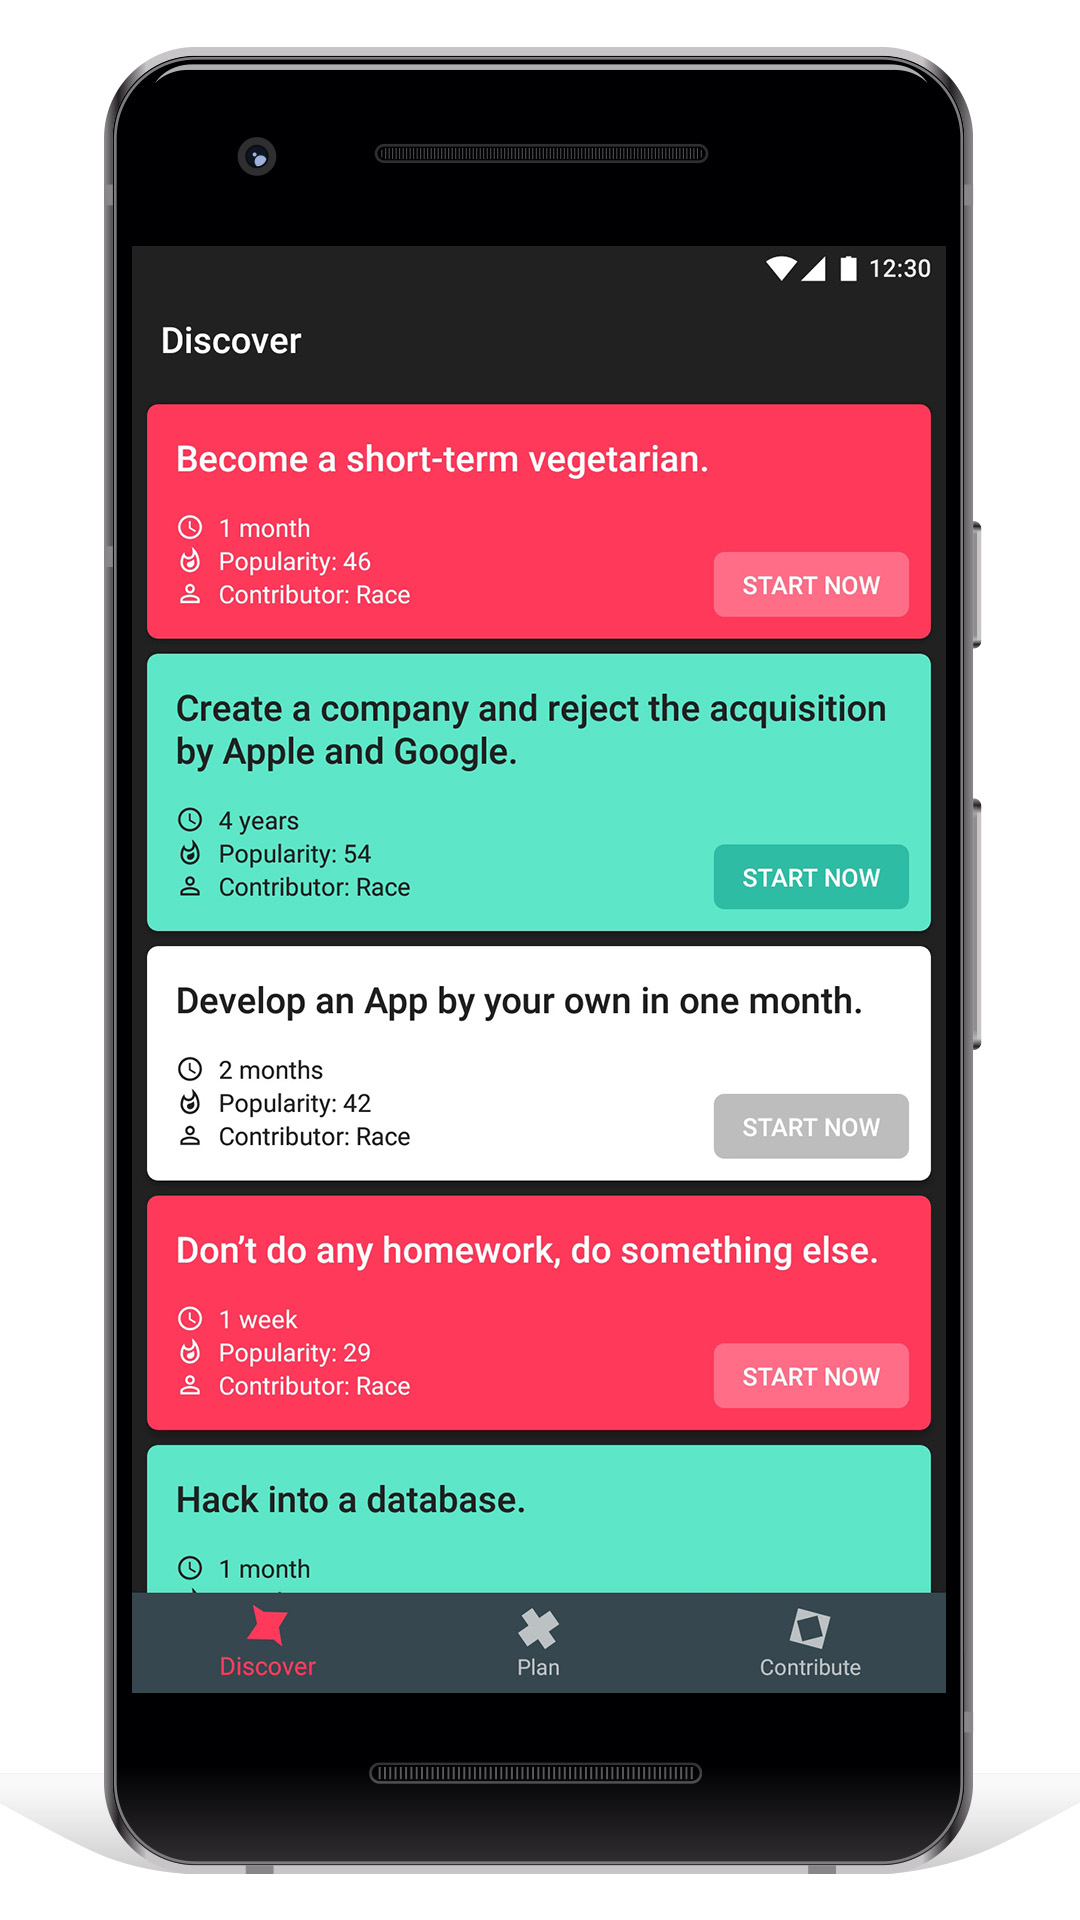 12:30
Discover
Become a short-term vegetarian.
1 month
Popularity: 46
Contributor: Race
START NOW
Create a company and reject the acquisition
by Apple and Google.
4 years
Popularity: 54
Contributor: Race
START NOW
Develop an App by your own in one month.
2 months
Popularity: 42
Contributor: Race
START NOW
Don’t do any homework, do something else.
1 week
Popularity: 29
Contributor: Race
START NOW
Hack into a database.
1 month
Discover
Plan
Contribute